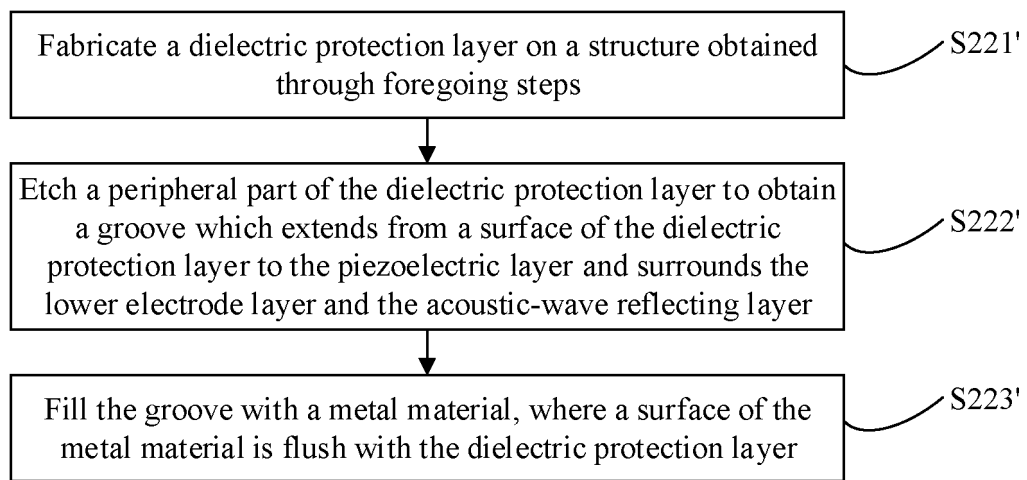 Fabricate a dielectric protection layer on a structure obtained
through foregoing steps
S221'
Etch a peripheral part of the dielectric protection layer to obtain
a groove which extends from a surface of the dielectric
protection layer to the piezoelectric layer and surrounds the
lower electrode layer and the acoustic-wave reflecting layer
S222'
Fill the groove with a metal material, where a surface of the
metal material is flush with the dielectric protection layer
S223'